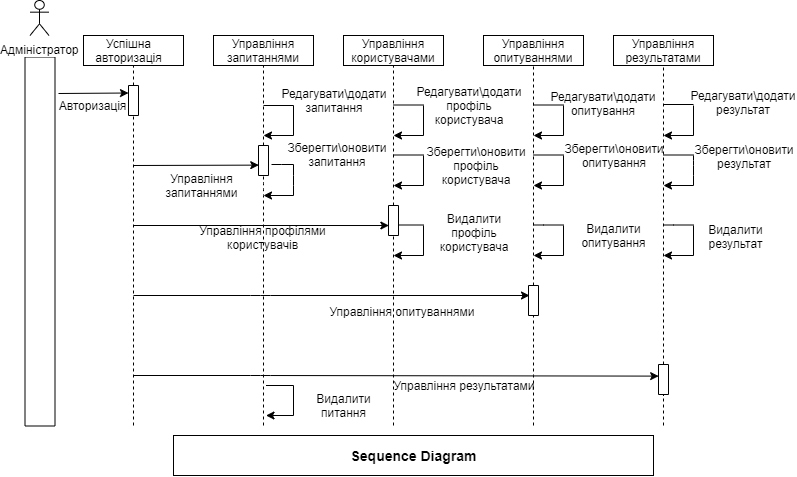 Адміністратор
Успішна
авторизація
Управління
запитаннями
Управління
користувачами
Управління
опитуваннями
Управління
результатами
Авторизація
Редагувати\додати
запитання
Редагувати\додати
профіль
користувача
Редагувати\додати
опитування
Редагувати\додати
результат
Зберегти\оновити
запитання
Зберегти\оновити
профіль
користувача
Зберегти\оновити
опитування
Зберегти\оновити
результат
Управління
запитаннями
Управління профілями
користувачів
Видалити
профіль
користувача
Видалити
опитування
Видалити
результат
Управління опитуваннями
Управління результатами
Видалити
питання
Sequence Diagram